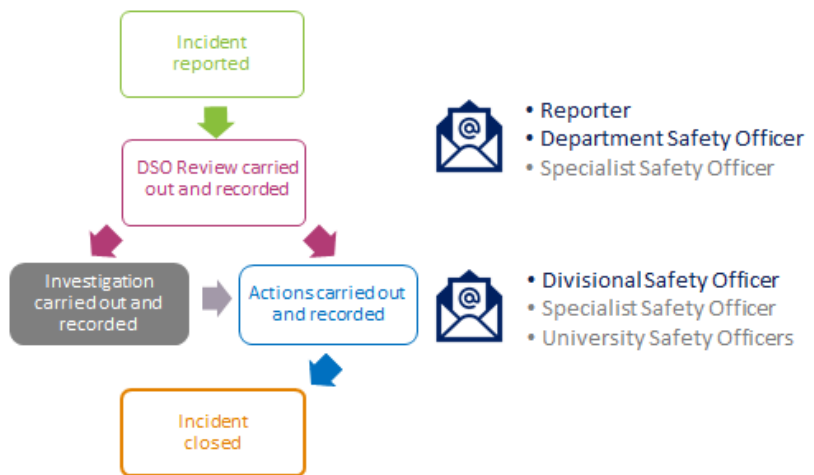 Incident
reported
@
• Reporter
• Department Safety Officer
• Specialist Safety Officer
DSO Review carried
out and recorded
Investigation
carried out and
recorded
Actions carried out
and recorded
@
• Divisional Safety Officer
• Specialist Safety Officer
• University Safety Officers
Incident
closed